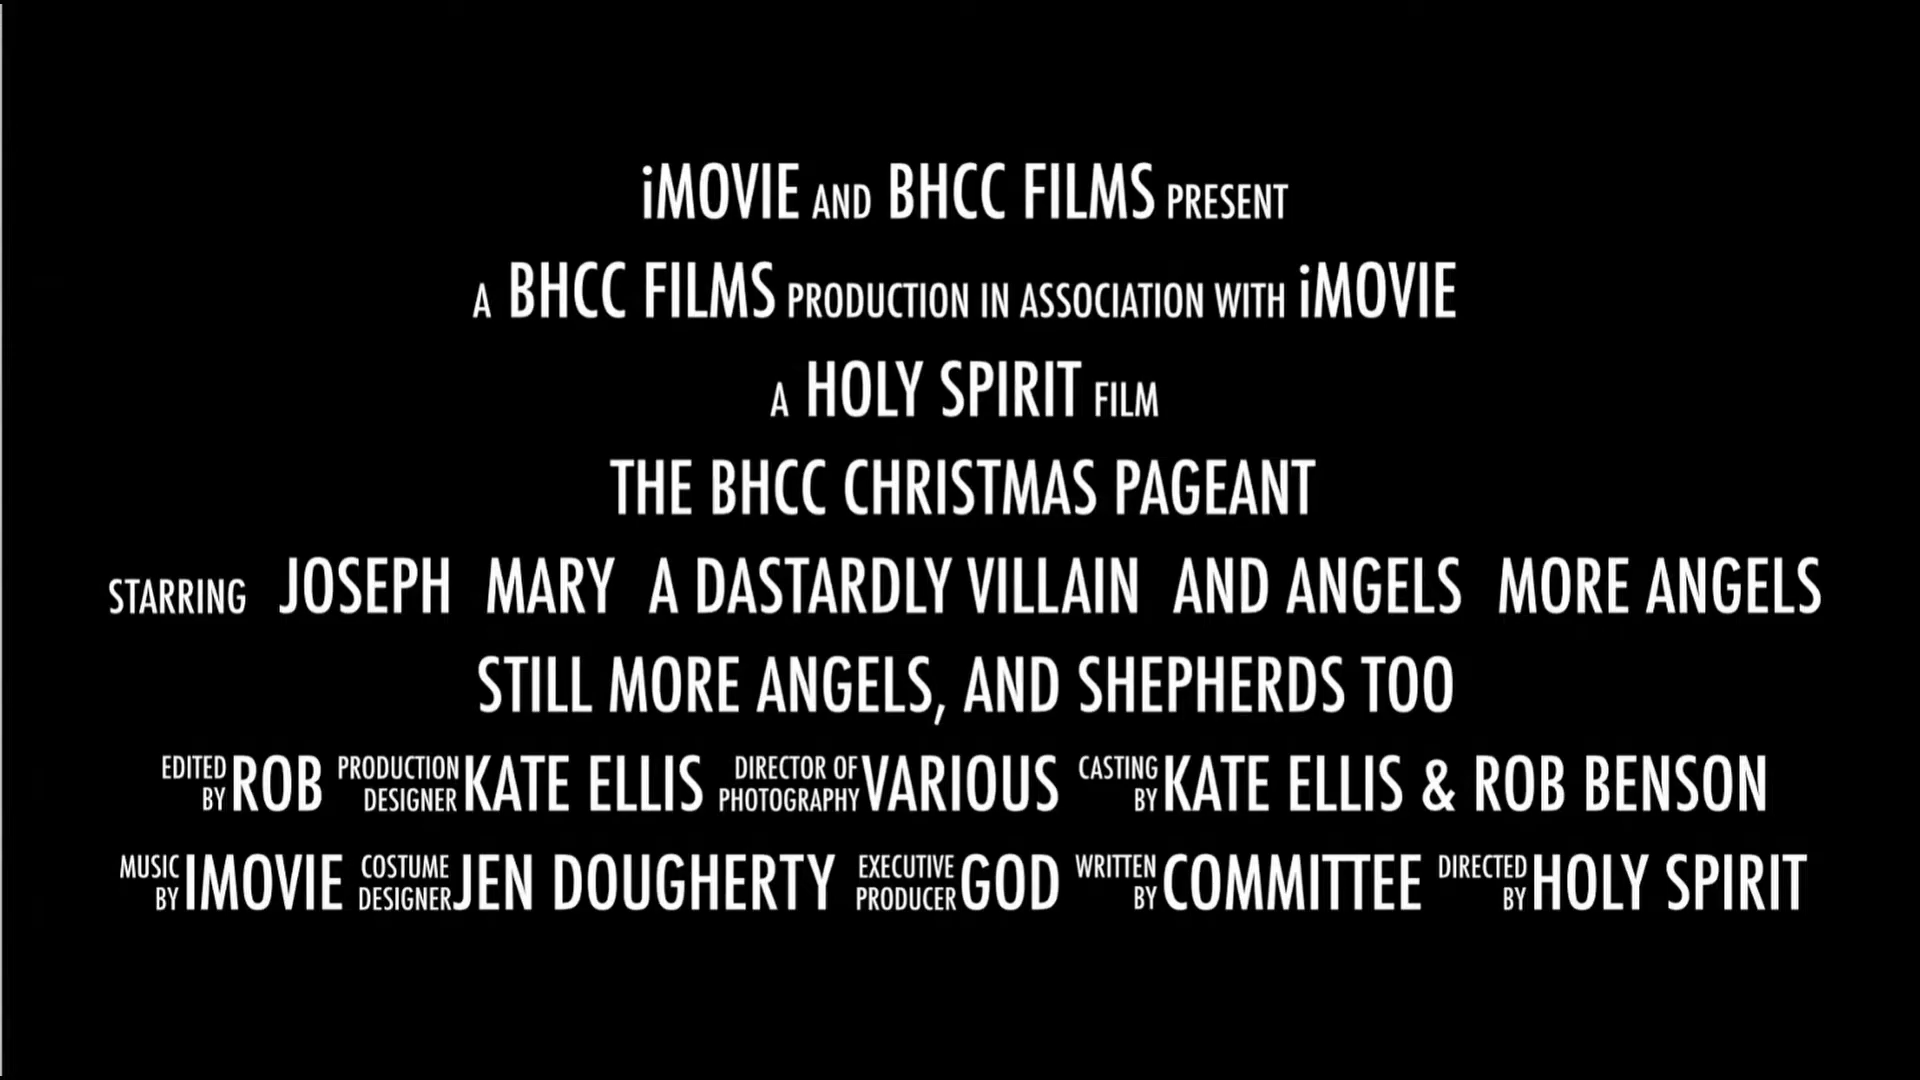 iMOVIE AND BHCC FILMS PRESENT
A BHCC FILMS PRODUCTION IN ASSOCIATION WITH iMOVIE
A HOLY SPIRIT FILM
THE BHCC CHRISTMAS PAGEANT
STARRING JOSEPH MARY A DASTARDLY VILLAIN AND ANGELS MORE ANGELS
STILL MORE ANGELS, AND SHEPHERDS TOO
EDITED BY ROB PRODUCTION DESIGNER KATE ELLIS DIRECTOR OF PHOTOGRAPHY VARIOUS CASTING BY KATE ELLIS & ROB BENSON
MUSIC BY IMOVIE COSTUME DESIGNER JEN DOUGHERTY EXECUTIVE PRODUCER GOD WRITTEN BY COMMITTEE DIRECTED BY HOLY SPIRIT